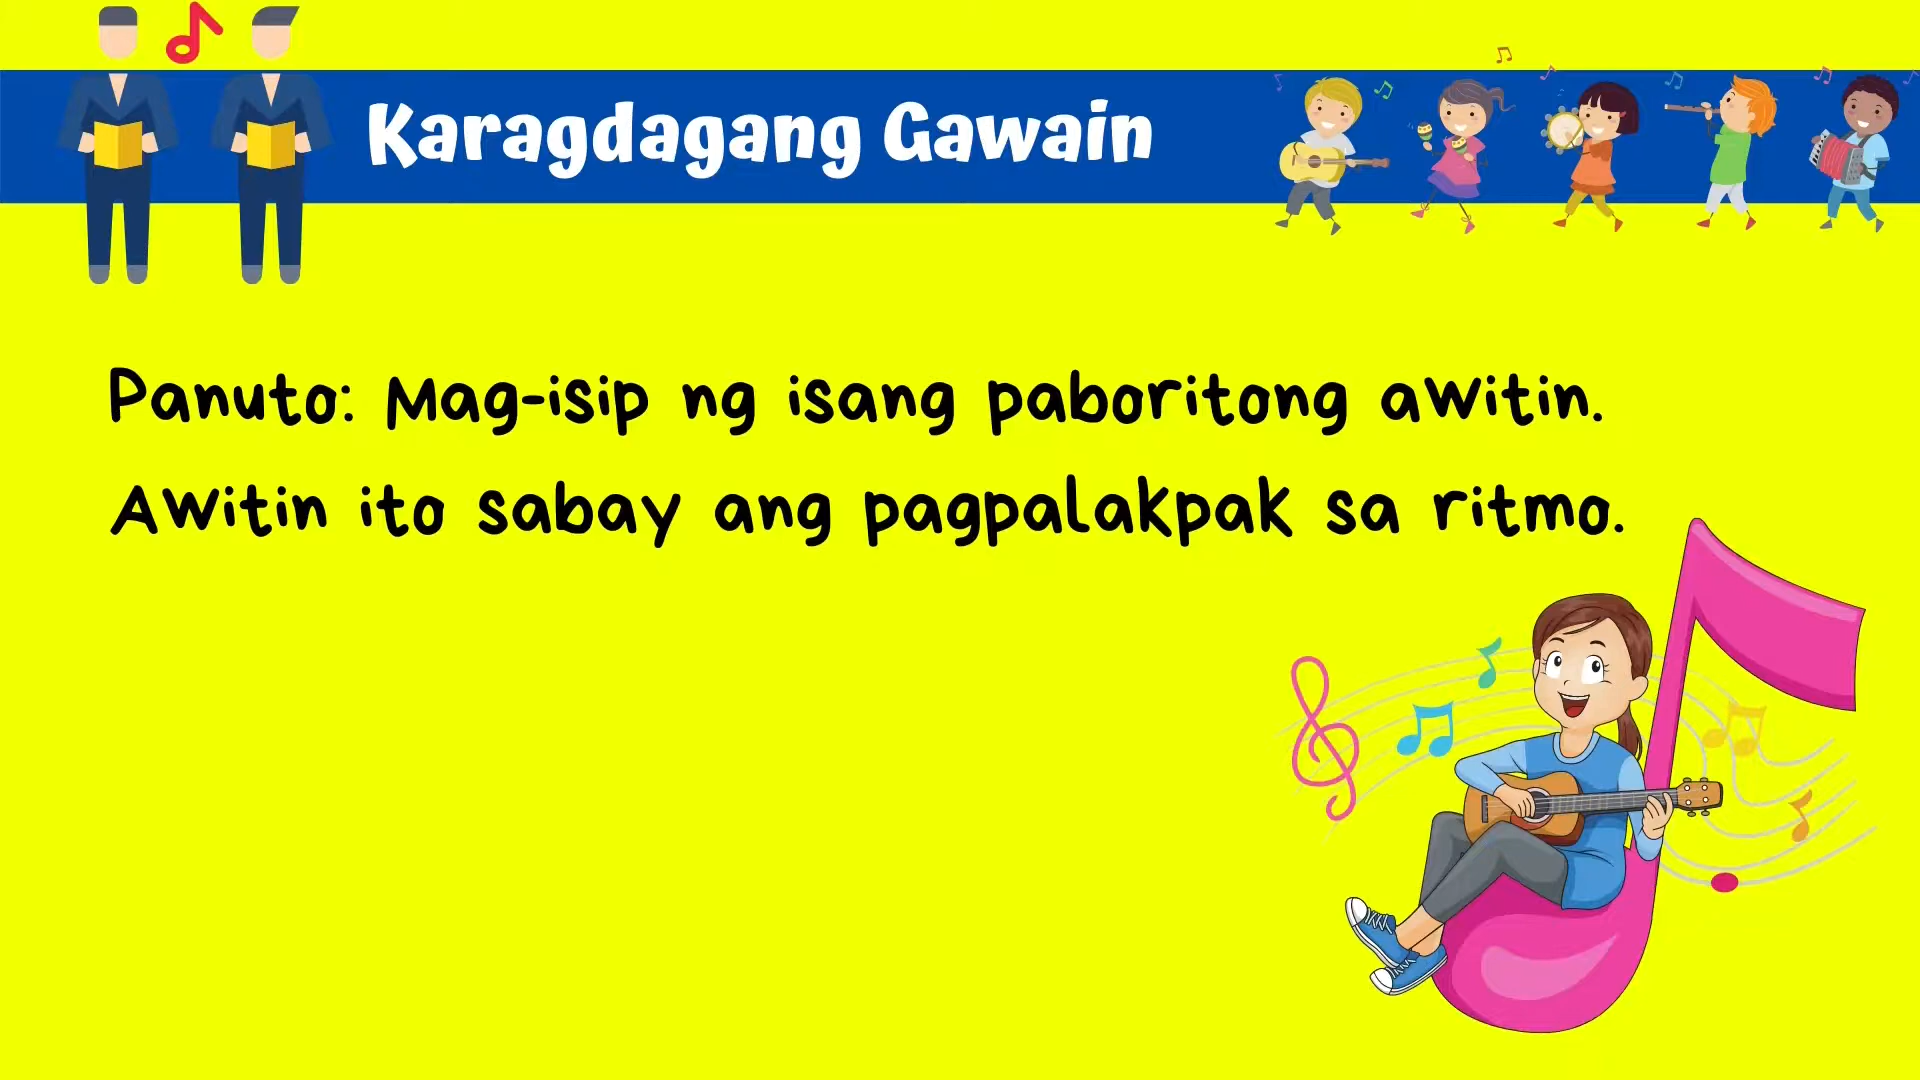 Karagdagang Gawain
Panuto: Mag-isip ng isang paboritong awitin.
Awitin ito sabay ang pagpalakpak sa ritmo.